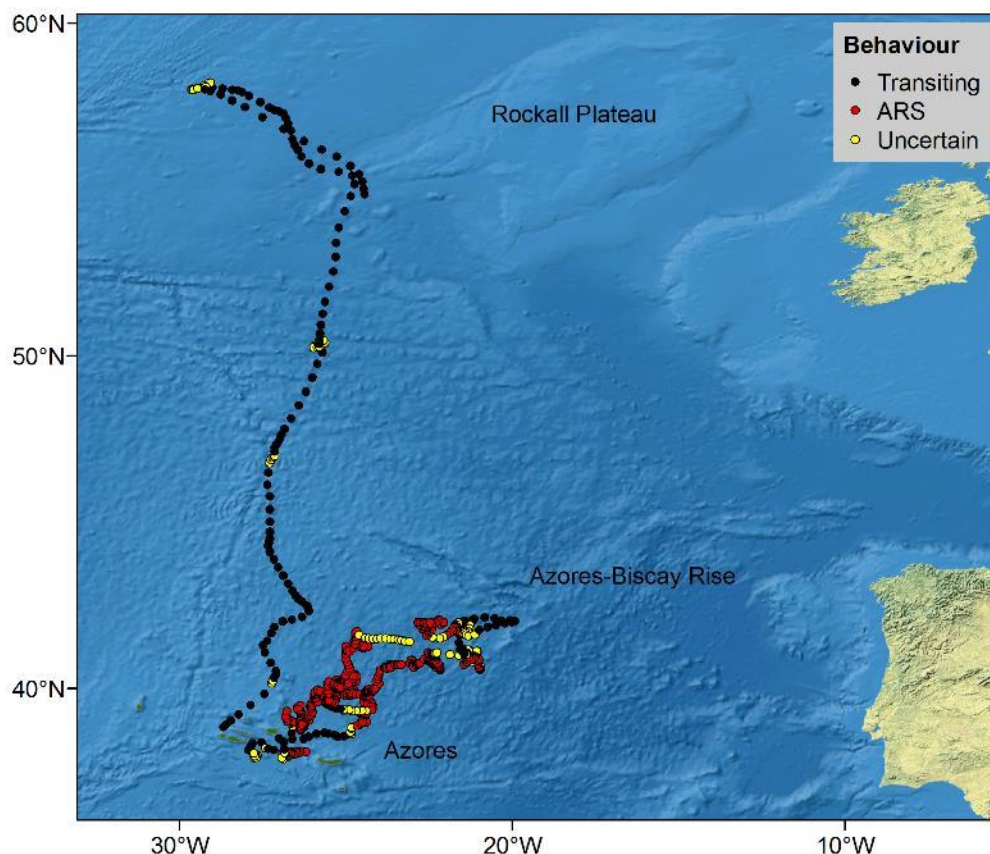 60°N
Behaviour
Transiting
ARS
Uncertain
Rockall Plateau
50°N
Azores-Biscay Rise
40°N
Azores
30°W
20°W
10°W